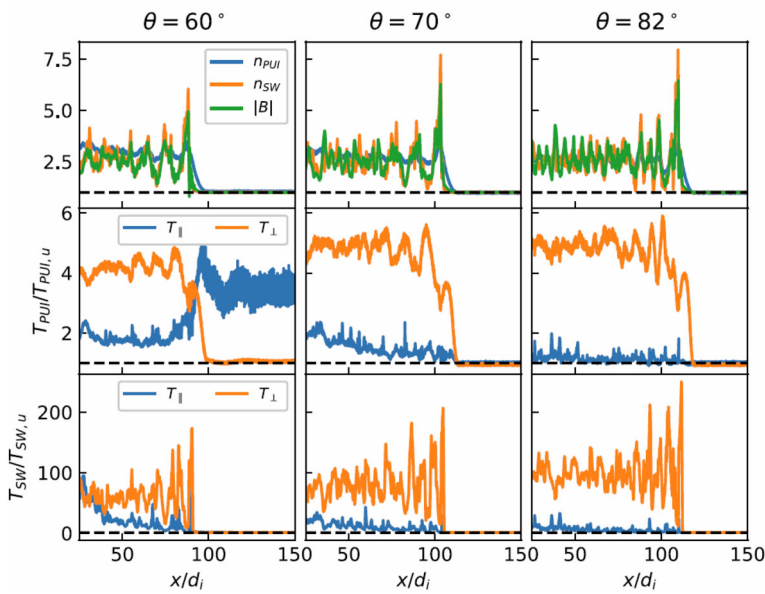 θ = 60° θ = 70° θ = 82°
7.5
5.0
2.5
n_PUI
n_SW
|B|
6
4
2
T_PUI/T_PUI,u
T_∥ T_⊥
200
100
0
T_SW/T_SW,u
T_∥ T_⊥
50 100 150 50 100 150 0 50 100 150
x/d_i x/d_i x/d_i